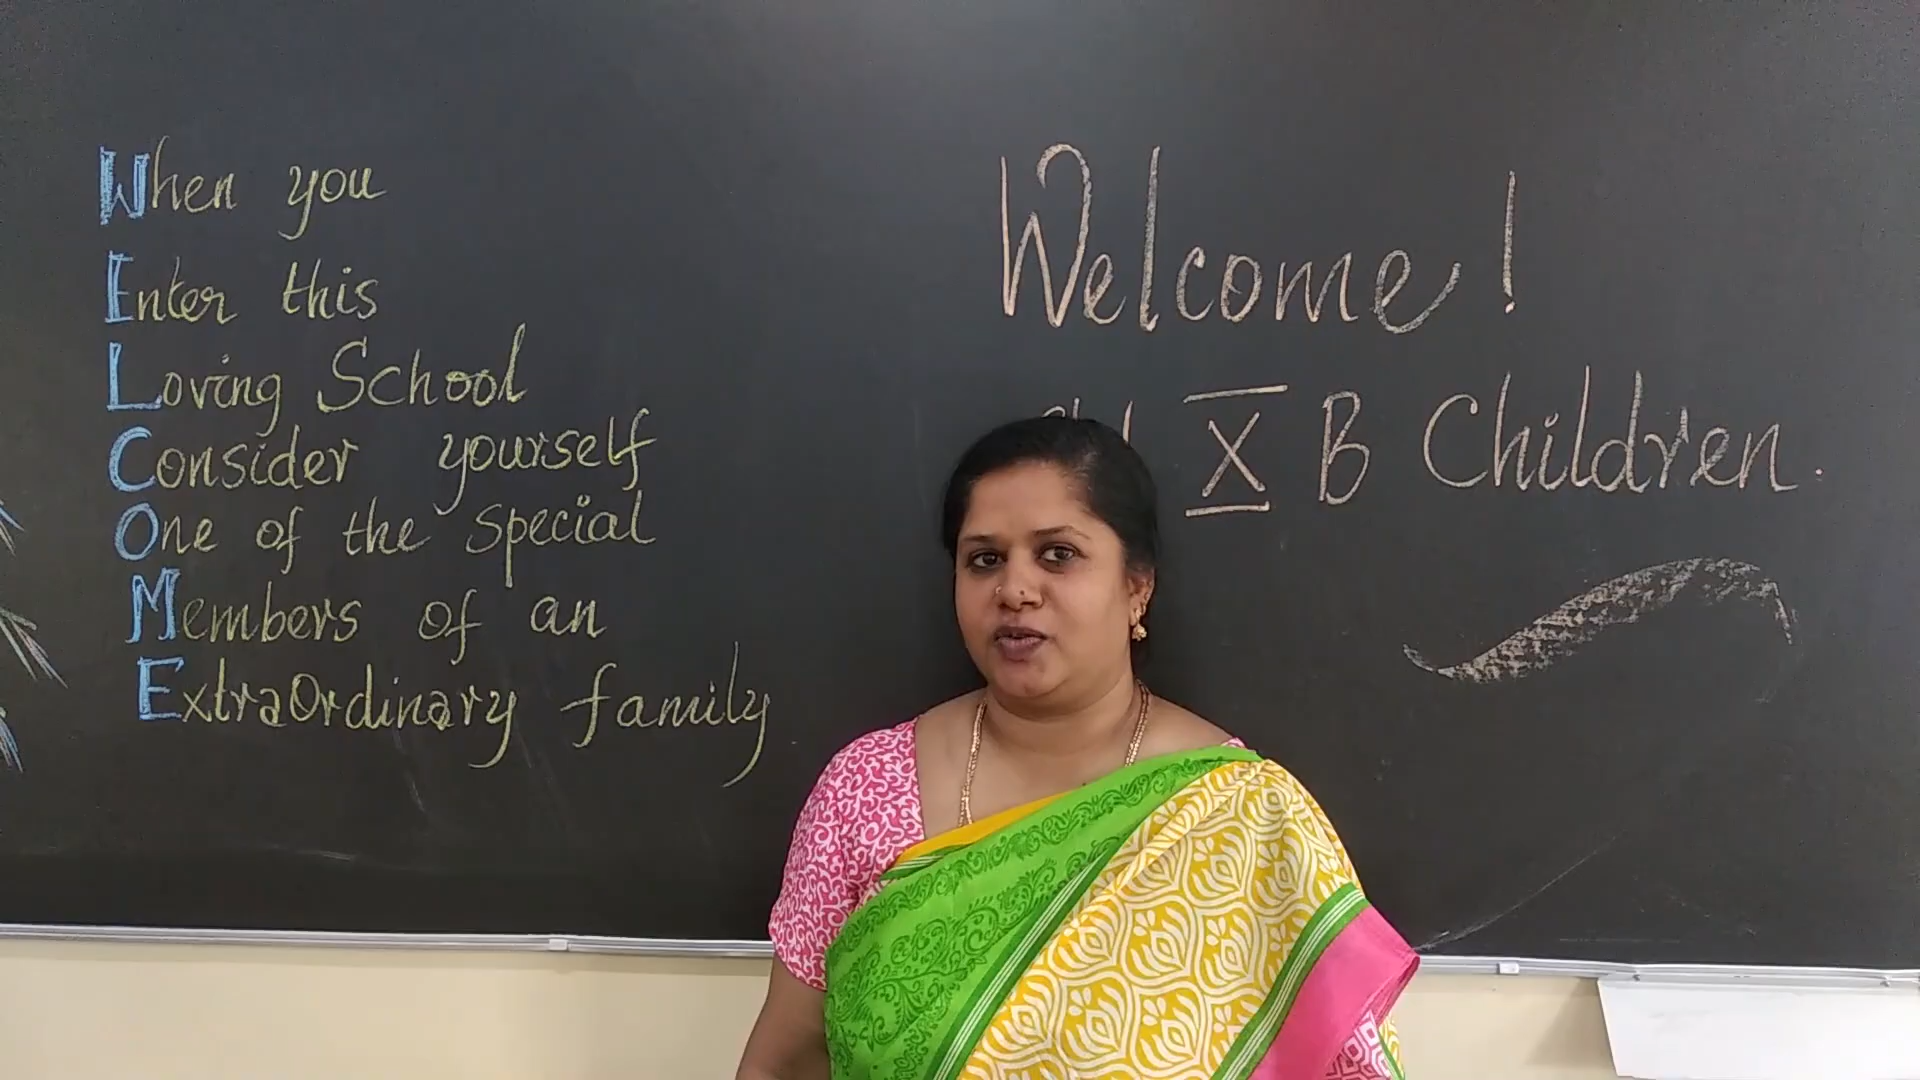 When you
Enter this
Loving School
Consider yourself
One of the special
Members of an
ExtraOrdinary family
Welcome!
X B Children.